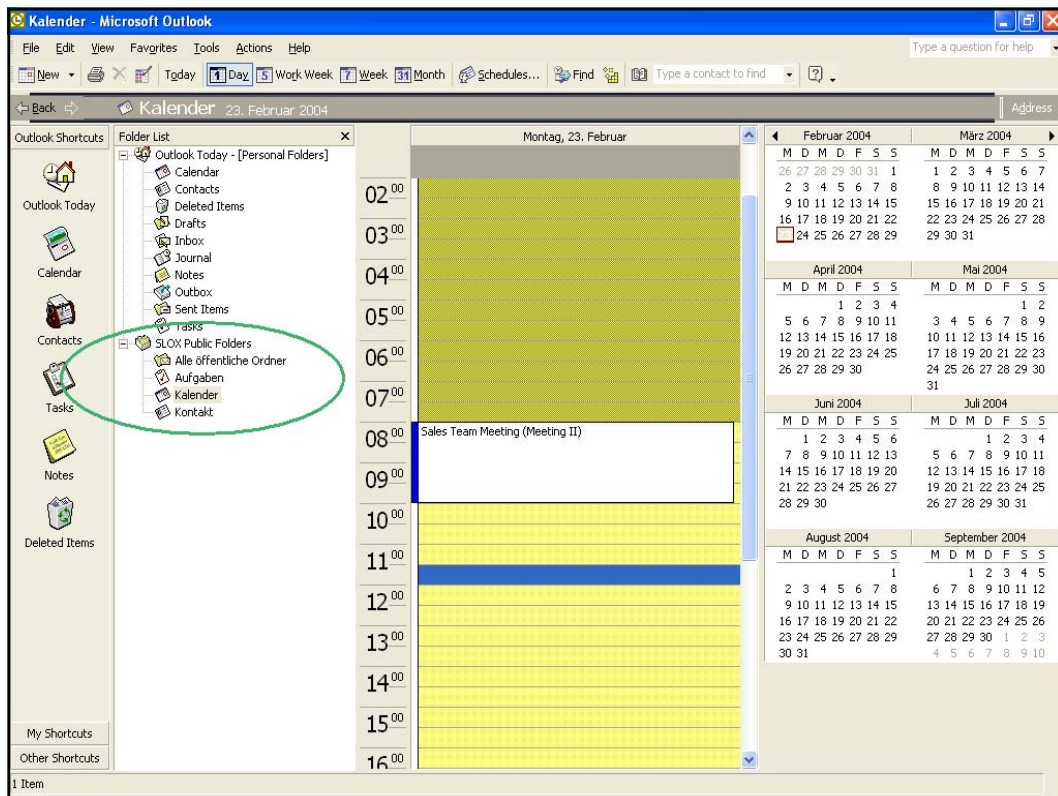 Kalender - Microsoft Outlook
File Edit View Favorites Tools Actions Help
Type a question for help
New Today 1 Day 5 Work Week 7 Week 31 Month Schedules... Find Type a contact to find
Back Kalender 23. Februar 2004 Address
Outlook Shortcuts
Outlook Today
Calendar
Contacts
Tasks
Notes
Deleted Items
My Shortcuts
Other Shortcuts
Folder List
Outlook Today - [Personal Folders]
Calendar
Contacts
Deleted Items
Drafts
Inbox
Journal
Notes
Outbox
Sent Items
Tasks
SLOX Public Folders
Alle öffentliche Ordner
Aufgaben
Kalender
Kontakt
Montag, 23. Februar
02 00
03 00
04 00
05 00
06 00
07 00
08 00 Sales Team Meeting (Meeting II)
09 00
10 00
11 00
12 00
13 00
14 00
15 00
16 00
Februar 2004
M D M D F S S
26 27 28 29 30 31 1
2 3 4 5 6 7 8
9 10 11 12 13 14 15
16 17 18 19 20 21 22
24 25 26 27 28 29
März 2004
M D M D F S S
1 2 3 4 5 6 7
8 9 10 11 12 13 14
15 16 17 18 19 20 21
22 23 24 25 26 27 28
29 30 31
April 2004
M D M D F S S
1 2 3 4
5 6 7 8 9 10 11
12 13 14 15 16 17 18
19 20 21 22 23 24 25
26 27 28 29 30
Mai 2004
M D M D F S S
1 2
3 4 5 6 7 8 9
10 11 12 13 14 15 16
17 18 19 20 21 22 23
24 25 26 27 28 29 30
31
Juni 2004
M D M D F S S
1 2 3 4 5 6
7 8 9 10 11 12 13
14 15 16 17 18 19 20
21 22 23 24 25 26 27
28 29 30
Juli 2004
M D M D F S S
1 2 3 4
5 6 7 8 9 10 11
12 13 14 15 16 17 18
19 20 21 22 23 24 25
26 27 28 29 30 31
August 2004
M D M D F S S
1
2 3 4 5 6 7 8
9 10 11 12 13 14 15
16 17 18 19 20 21 22
23 24 25 26 27 28 29
30 31
September 2004
M D M D F S S
1 2 3 4 5
6 7 8 9 10 11 12
13 14 15 16 17 18 19
20 21 22 23 24 25 26
27 28 29 30 1 2 3
4 5 6 7 8 9 10
1 Item